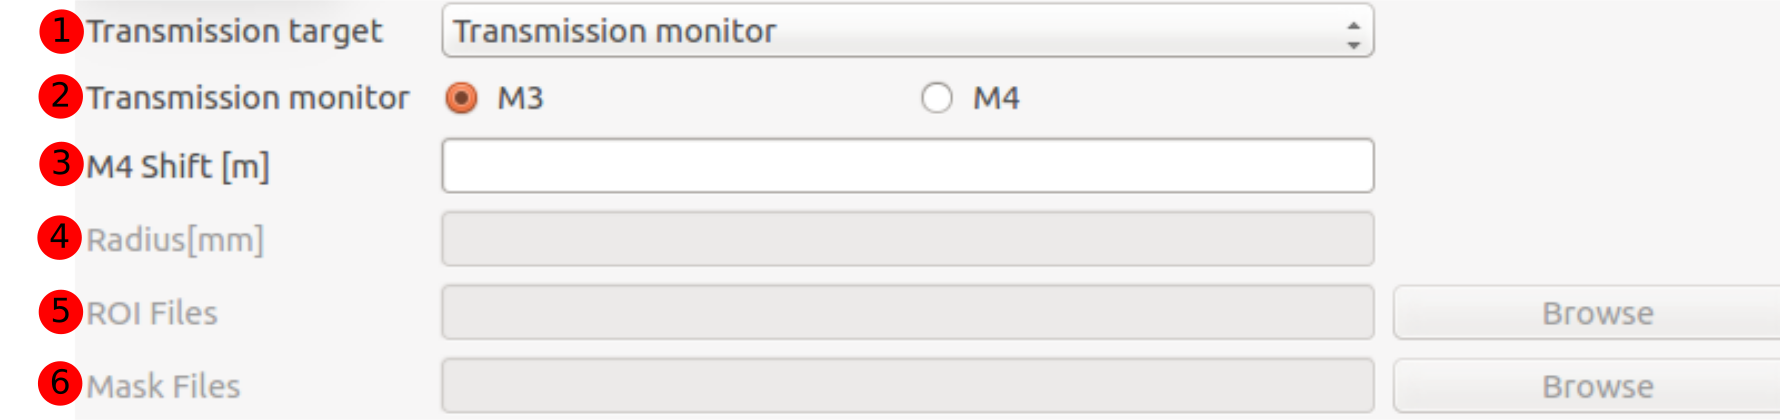 1 Transmission target Transmission monitor
2 Transmission monitor M3 M4
3 M4 Shift [m]
4 Radius[mm]
5 ROI Files Browse
6 Mask Files Browse